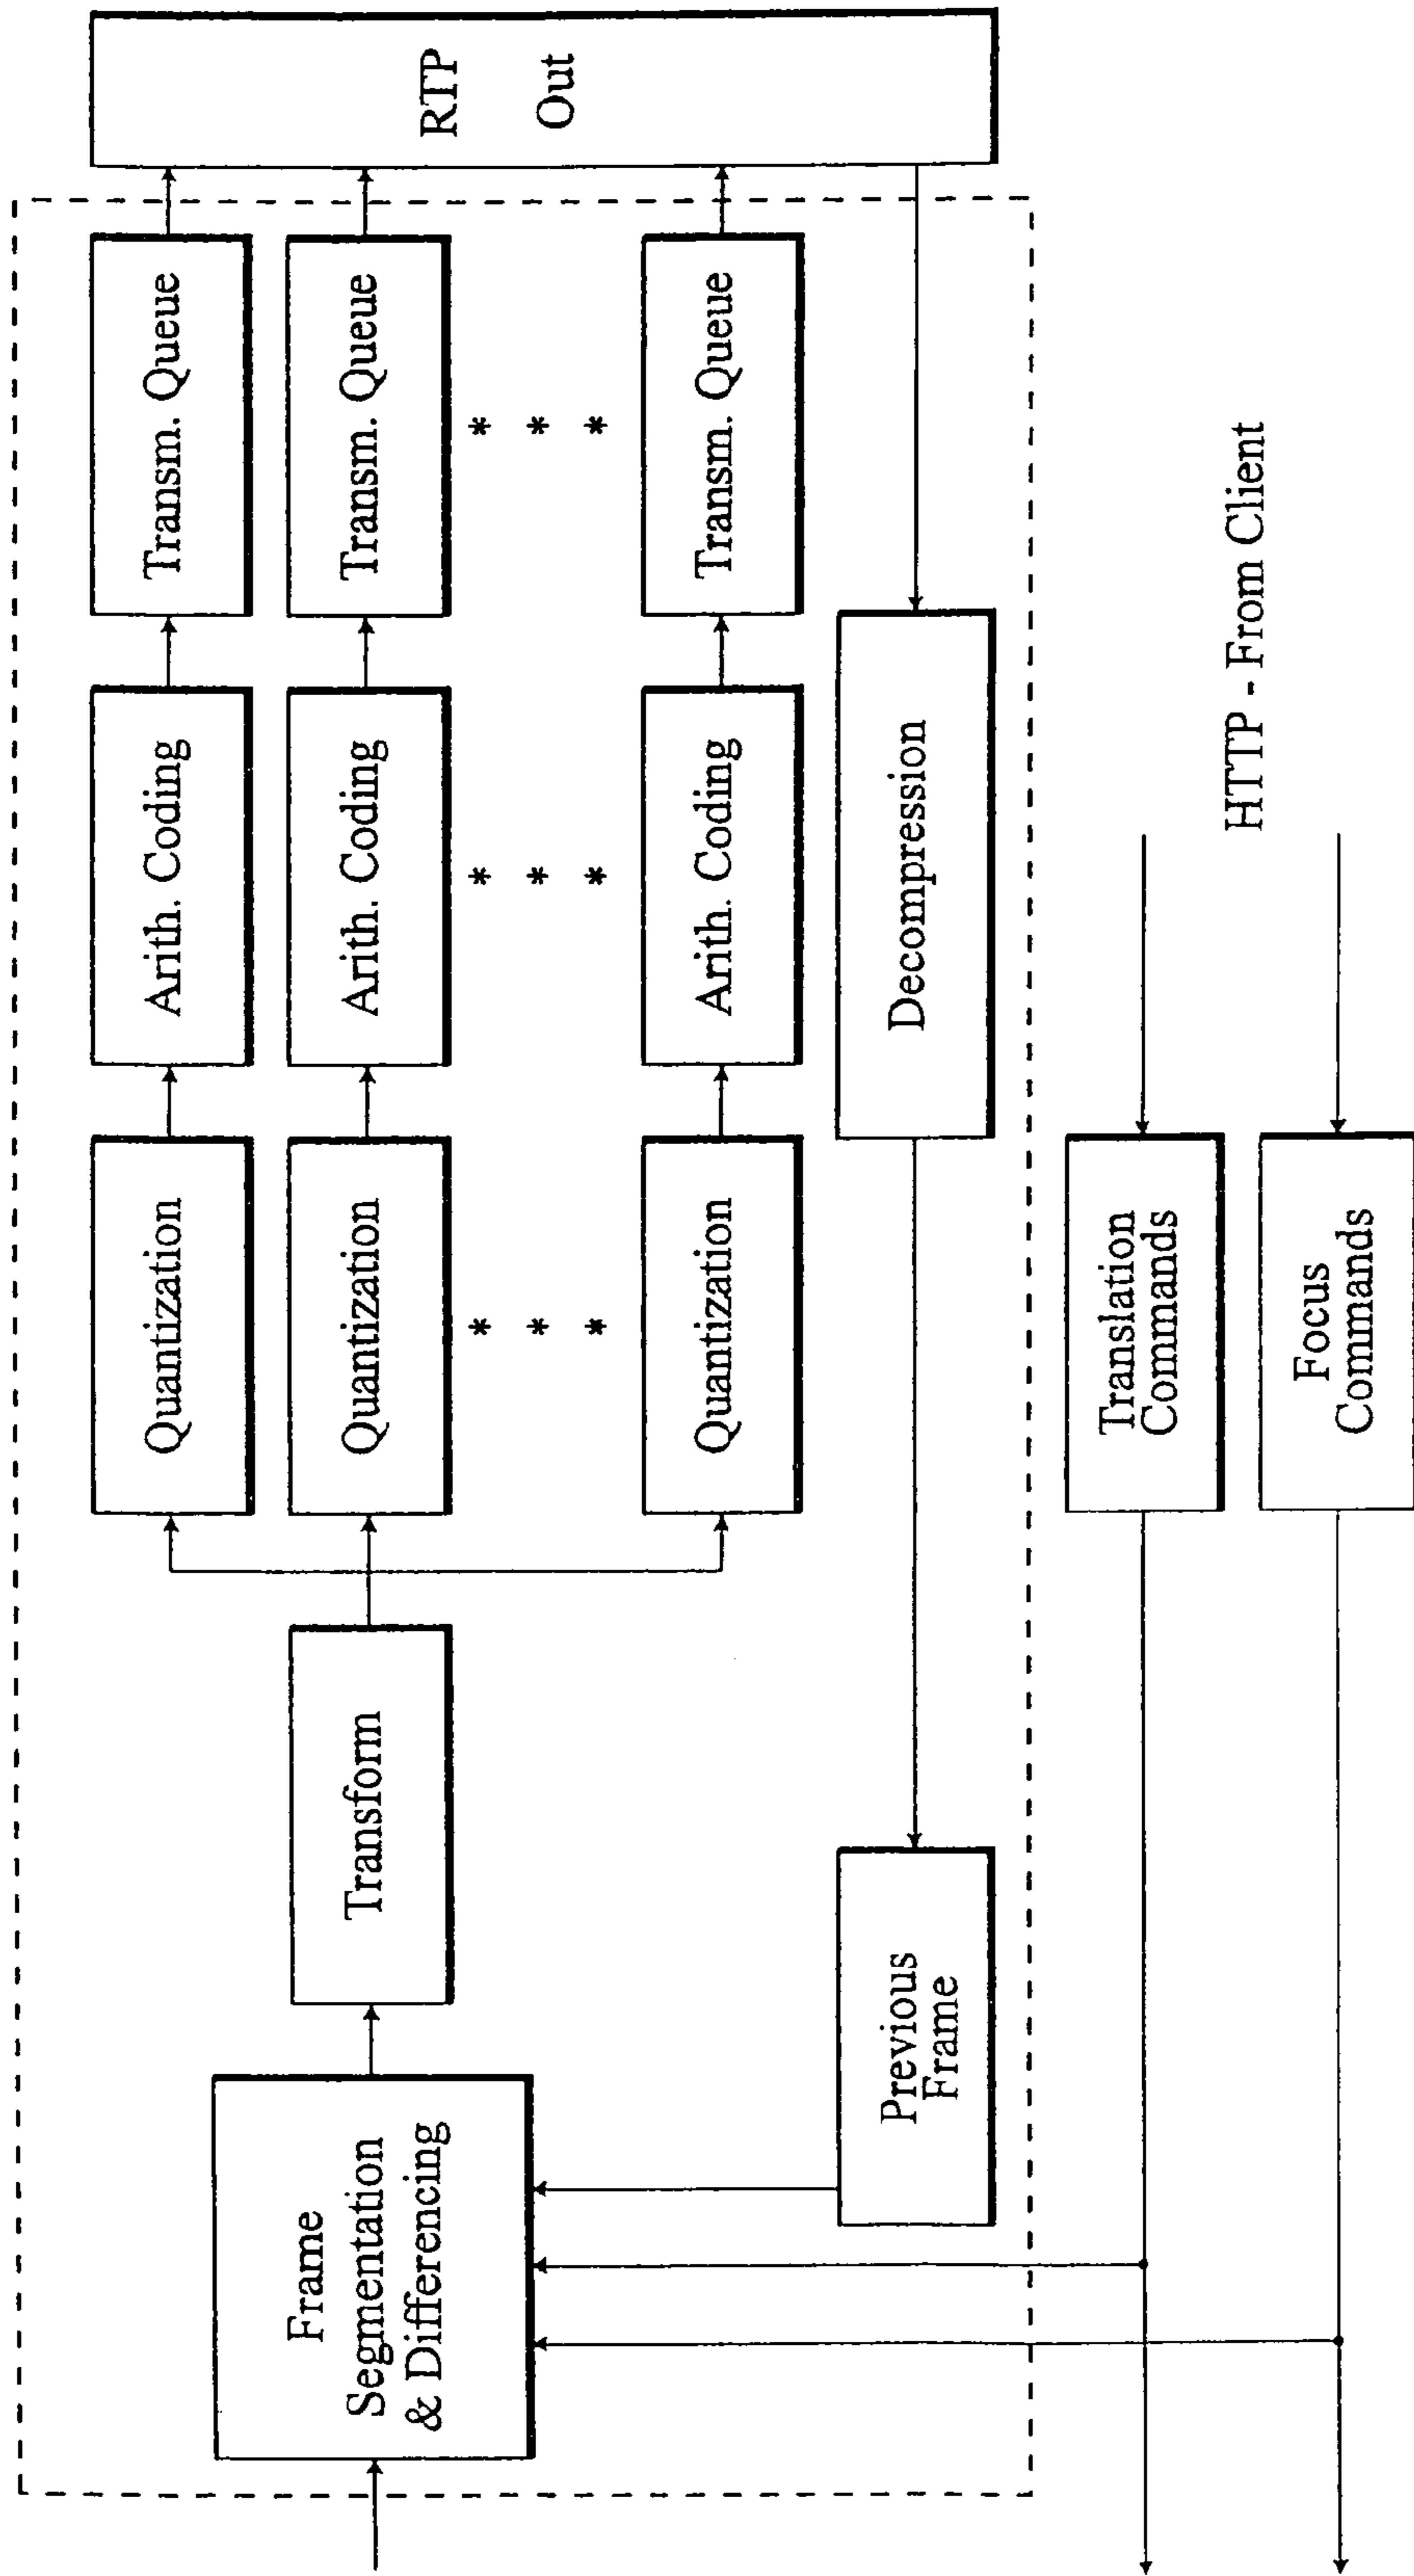 Frame
Segmentation
& Differencing
Transform
Quantization
Arith. Coding
Transm. Queue
Quantization
Arith. Coding
Transm. Queue
* * *
* * *
* * *
Quantization
Arith. Coding
Transm. Queue
RTP
Out
Previous
Frame
Decompression
Translation
Commands
Focus
Commands
HTTP - From Client